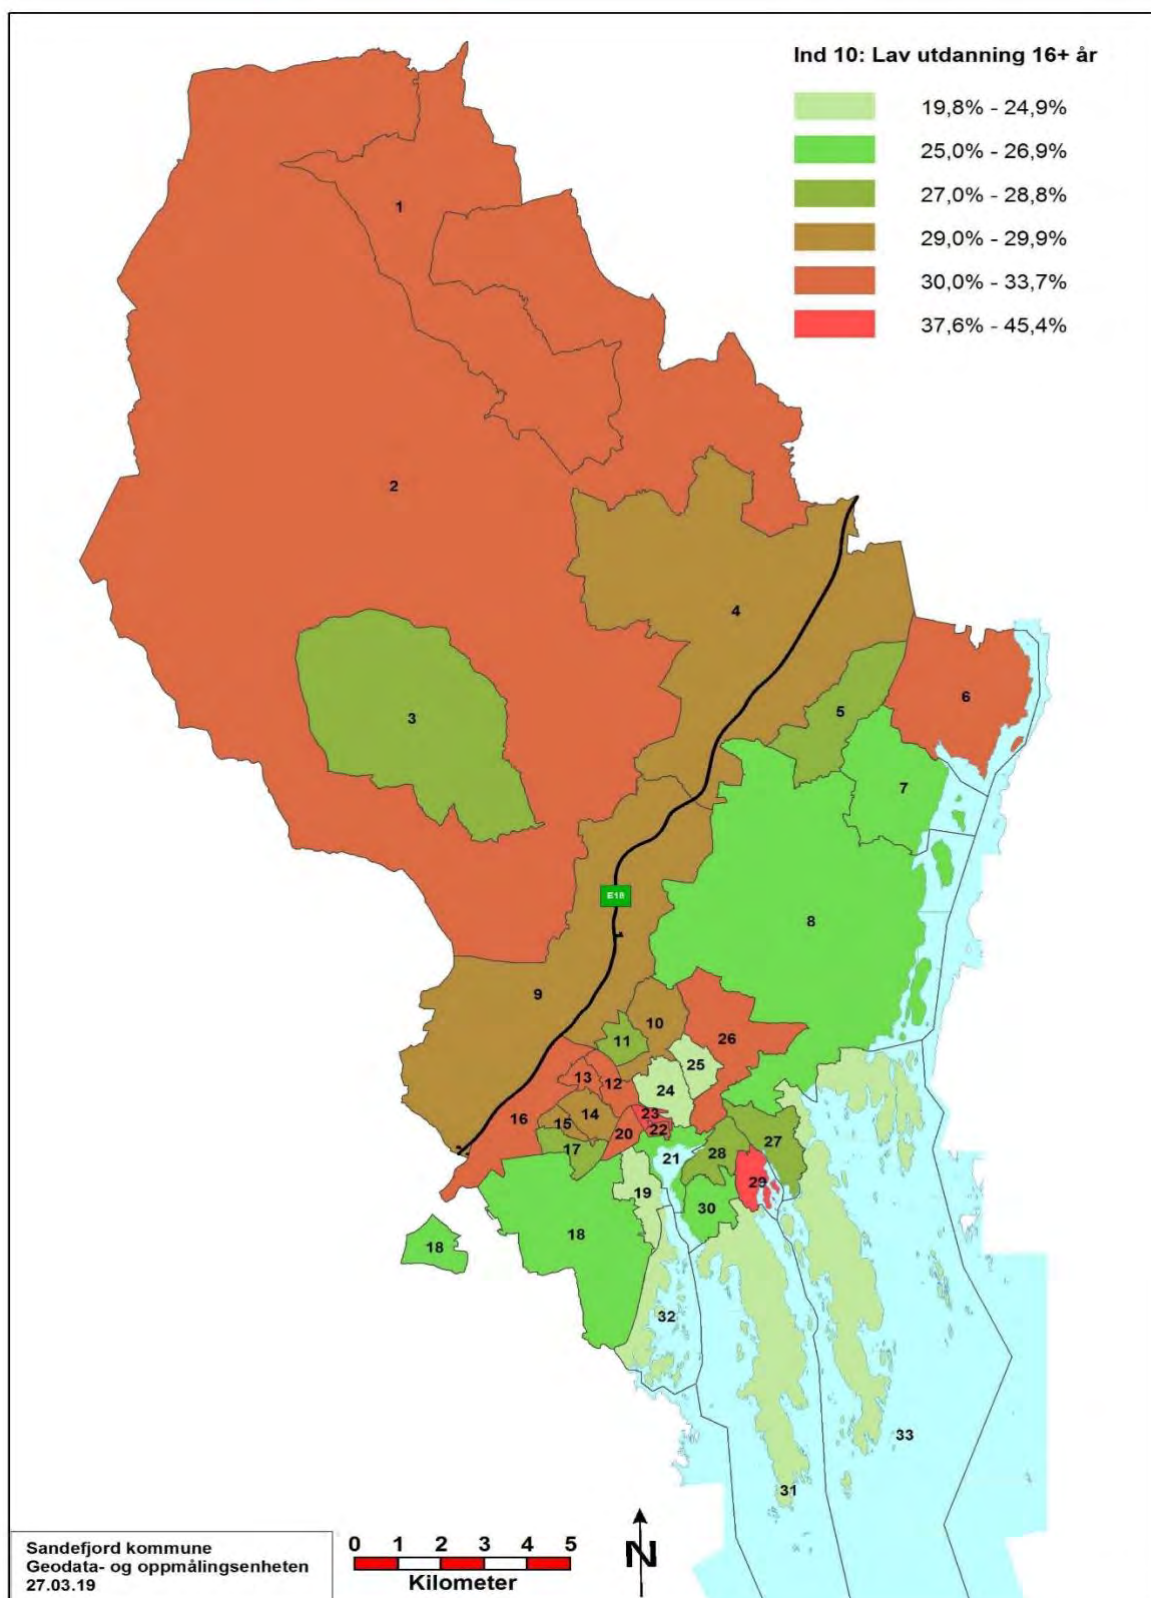 Ind 10: Lav utdanning 16+ år
19,8% - 24,9%
25,0% - 26,9%
27,0% - 28,8%
29,0% - 29,9%
30,0% - 33,7%
37,6% - 45,4%
1
2
3
4
5
6
7
E18
8
9
10
11
26
25
13
12
24
14
23
16
15
20
22
27
17
28
21
29
19
30
18
18
32
33
31
Sandefjord kommune
Geodata- og oppmålingsenheten
27.03.19
0 1 2 3 4 5
Kilometer
N